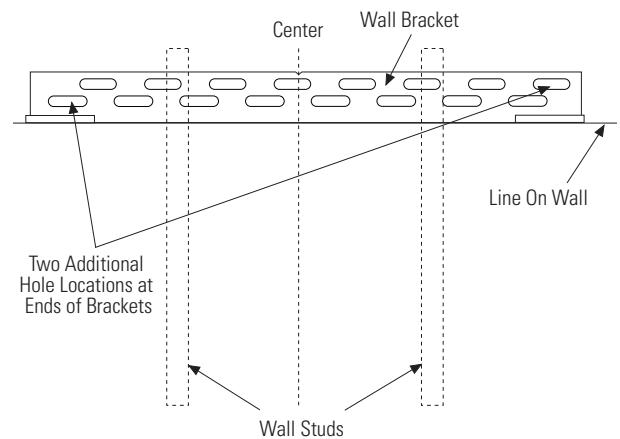 Center
Wall Bracket
Line On Wall
Two Additional
Hole Locations at
Ends of Brackets
Wall Studs